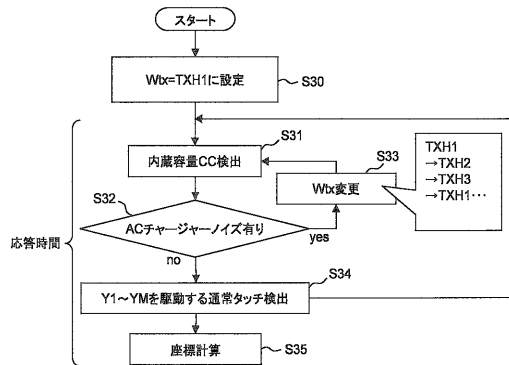 スタート
Wtx=TXH1に設定
S30
S31
内蔵容量CC検出
S33
Wtx変更
TXH1
→TXH2
→TXH3
→TXH1…
S32
ACチャージャーノイズ有り
yes
no
応答時間
S34
Y1～YMを駆動する通常タッチ検出
座標計算
S35